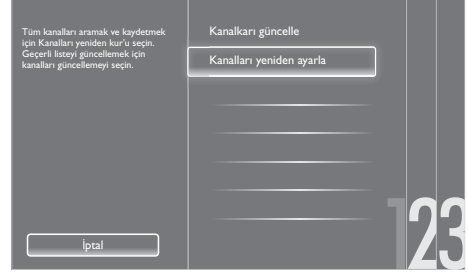 Tüm kanalları aramak ve kaydetmek
için Kanalları yeniden kur'u seçin.
Geçerli listeyi güncellemek için
kanalları güncellemeyi seçin.
Kanalkarı güncelle
Kanalları yeniden ayarla
İptal
123